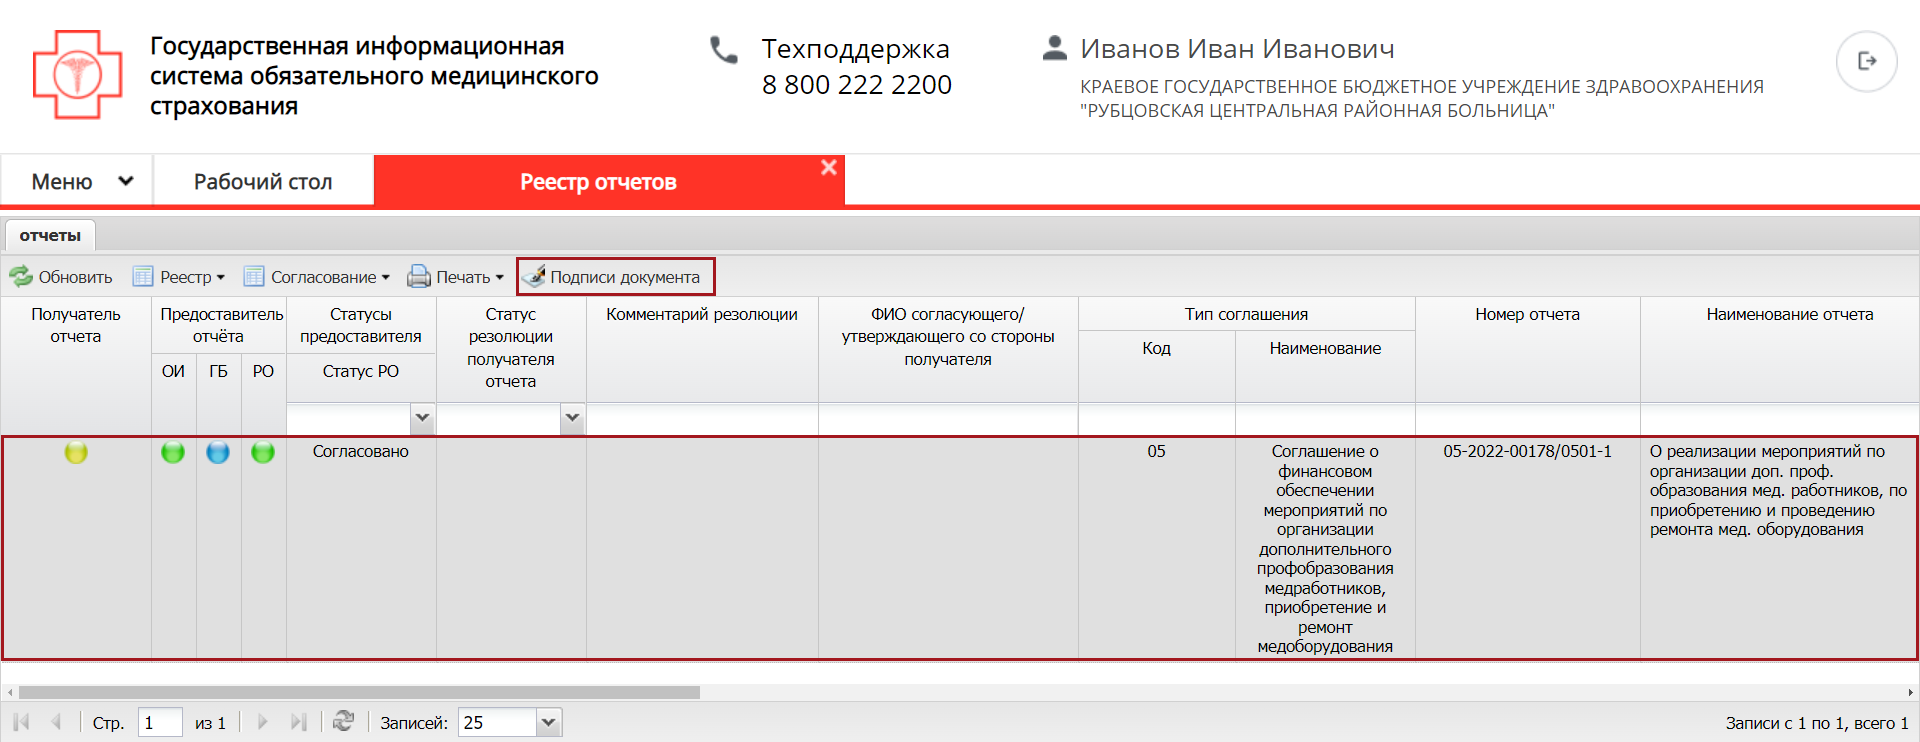 Государственная информационная
система обязательного медицинского
страхования
Техподдержка
8 800 222 2200
Иванов Иван Иванович
КРАЕВОЕ ГОСУДАРСТВЕННОЕ БЮДЖЕТНОЕ УЧРЕЖДЕНИЕ ЗДРАВООХРАНЕНИЯ
"РУБЦОВСКАЯ ЦЕНТРАЛЬНАЯ РАЙОННАЯ БОЛЬНИЦА"
Меню
Рабочий стол
Реестр отчетов
отчеты
Обновить
Реестр
Согласование
Печать
Подписи документа
Получатель
отчета
Предоставитель
отчёта
ОИ
ГБ
РО
Статусы
предоставителя
Статус РО
Статус
резолюции
получателя
отчета
Комментарий резолюции
ФИО согласующего/
утверждающего со стороны
получателя
Тип соглашения
Код
Наименование
Номер отчета
Наименование отчета
Согласовано
05
Соглашение о
финансовом
обеспечении
мероприятий по
организации
дополнительного
профобразования
медработников,
приобретение и
ремонт
медоборудования
05-2022-00178/0501-1
О реализации мероприятий по
организации доп. проф.
образования мед. работников, по
приобретению и проведению
ремонта мед. оборудования
Стр.
1
из 1
Записей:
25
Записи с 1 по 1, всего 1